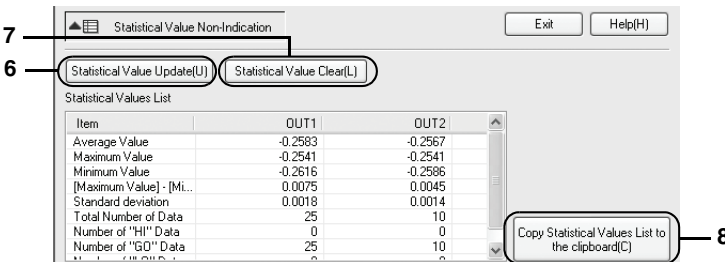 Statistical Value Non-Indication
Exit
Help(H)
7
6
Statistical Value Update(U)
Statistical Value Clear(L)
Statistical Values List
Item OUT1 OUT2
Average Value -0.2583 -0.2567
Maximum Value -0.2541 -0.2541
Minimum Value -0.2616 -0.2586
[Maximum Value] - [Mi... 0.0075 0.0045
Standard deviation 0.0018 0.0014
Total Number of Data 25 10
Number of "HI" Data 0 0
Number of "GO" Data 25 10
Copy Statistical Values List to
the clipboard(C)
8